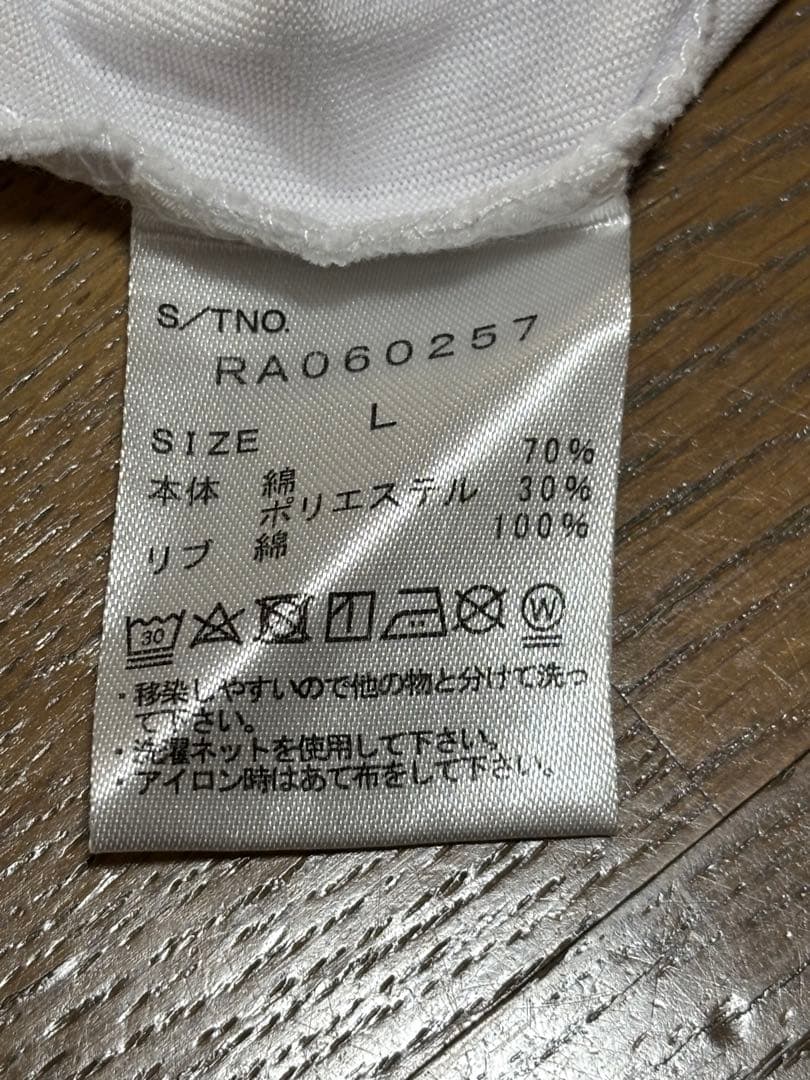 S/TNO.
RA060257
SIZE L
本体 綿 70%
ポリエステル 30%
リブ 綿 100%
30 W
・移染しやすいので他の物と分けて洗っ
て下さい。
・洗濯ネットを使用して下さい。
・アイロン時はあて布をして下さい。